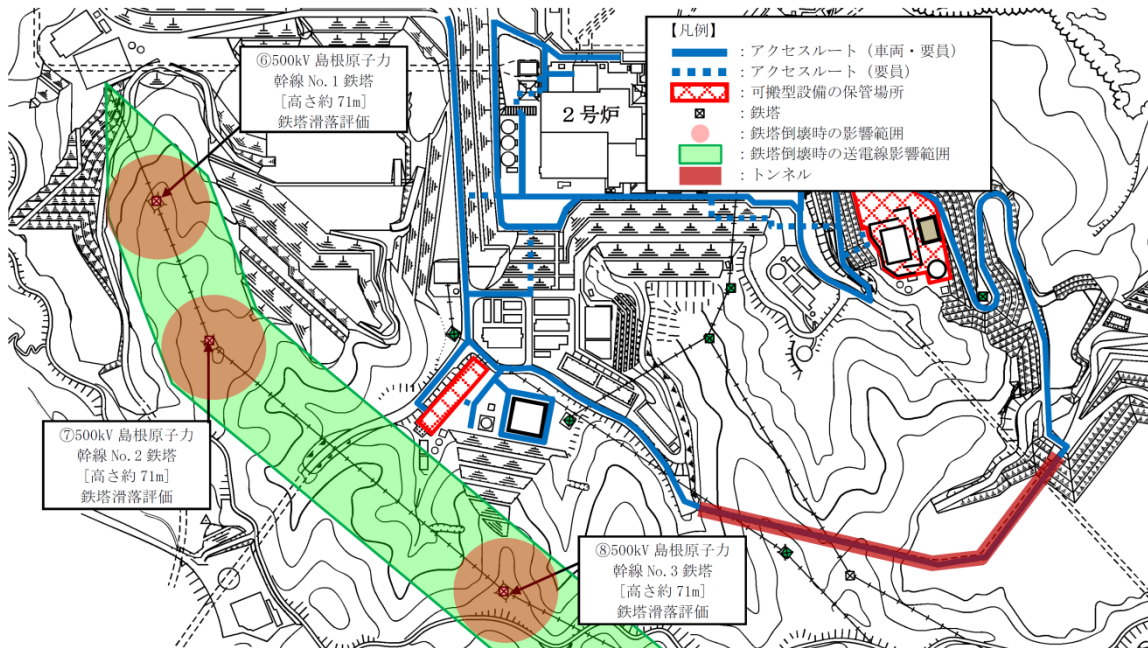 ⑥500kV 島根原子力
幹線 No.1 鉄塔
[高さ約 71m]
鉄塔滑落評価
２号炉
【凡例】
：アクセスルート（車両・要員）
：アクセスルート（要員）
：可搬型設備の保管場所
：鉄塔
：鉄塔倒壊時の影響範囲
：鉄塔倒壊時の送電線影響範囲
：トンネル
⑦500kV 島根原子力
幹線 No.2 鉄塔
[高さ約 71m]
鉄塔滑落評価
⑧500kV 島根原子力
幹線 No.3 鉄塔
[高さ約 71m]
鉄塔滑落評価